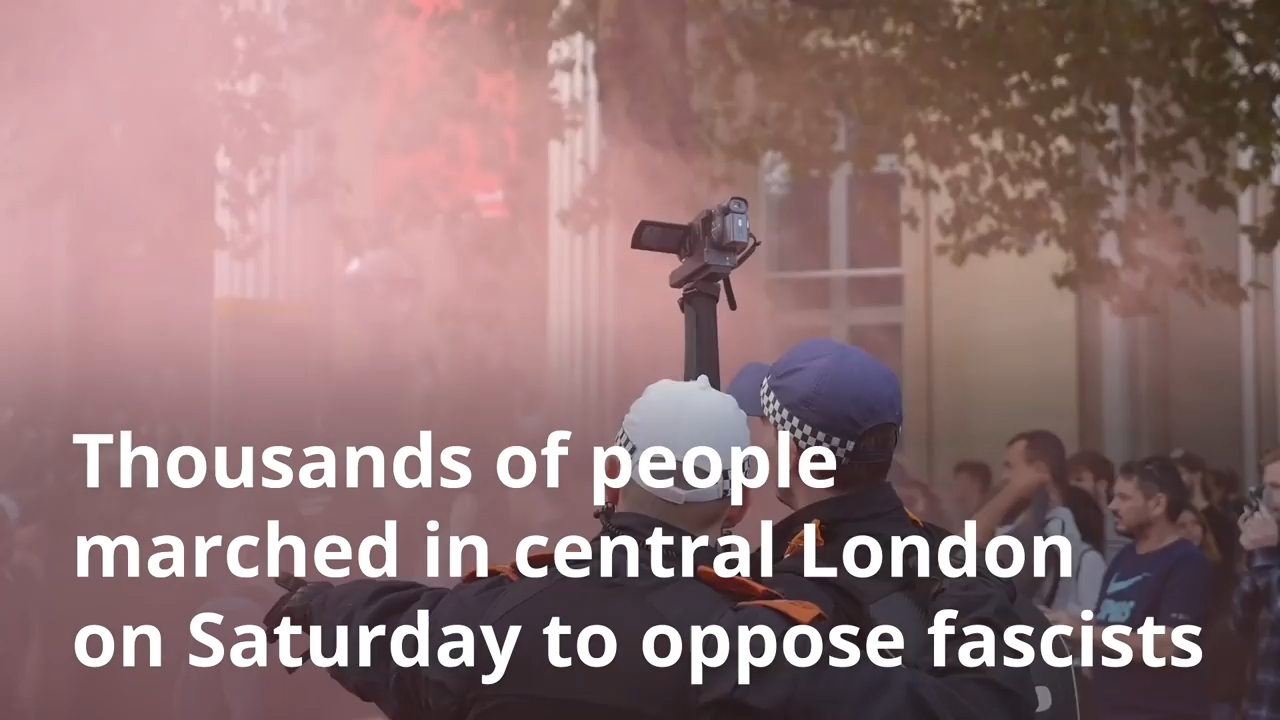 Thousands of people
marched in central London
on Saturday to oppose fascists